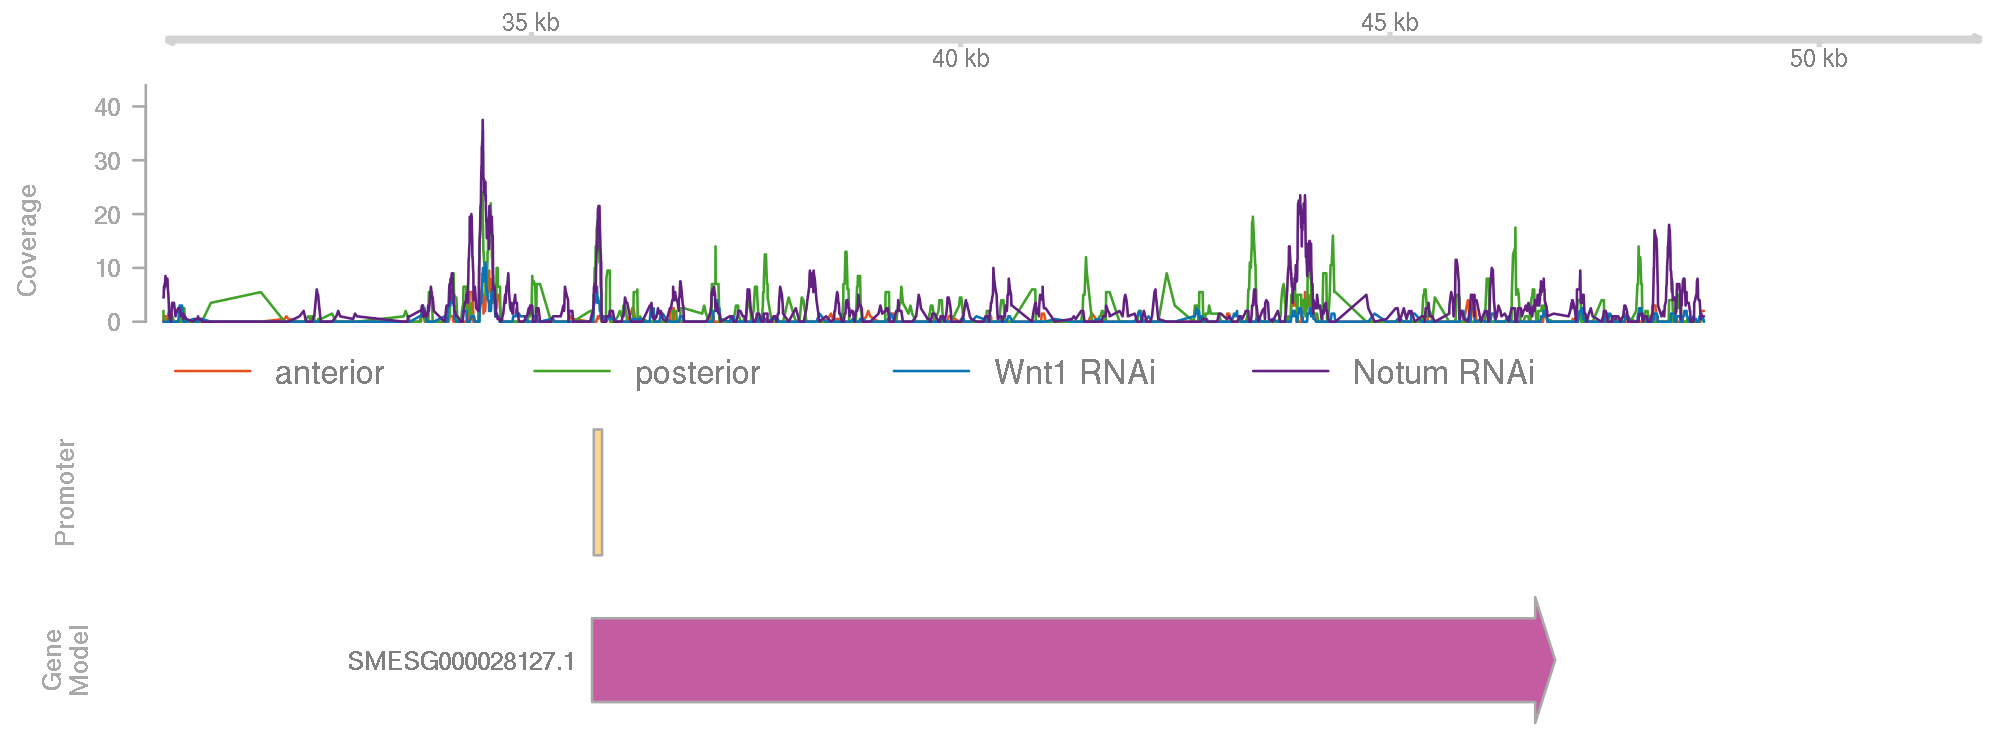 35 kb
45 kb
40 kb
50 kb
Coverage
40
30
20
10
0
anterior
posterior
Wnt1 RNAi
Notum RNAi
Promoter
Gene
Model
SMESG000028127.1